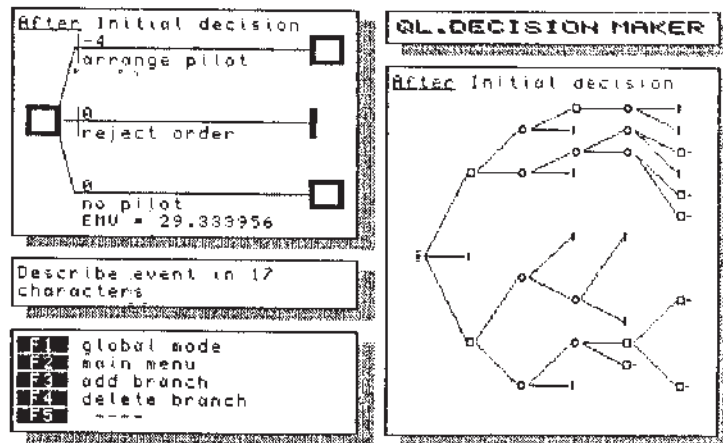 After Initial decision
-4
arrange pilot
0
reject order
0
no pilot
EMV = 29.333956
Describe event in 17
characters
F1 global mode
F2 main menu
F3 add branch
F4 delete branch
F5 ----
QL.DECISION MAKER
After Initial decision